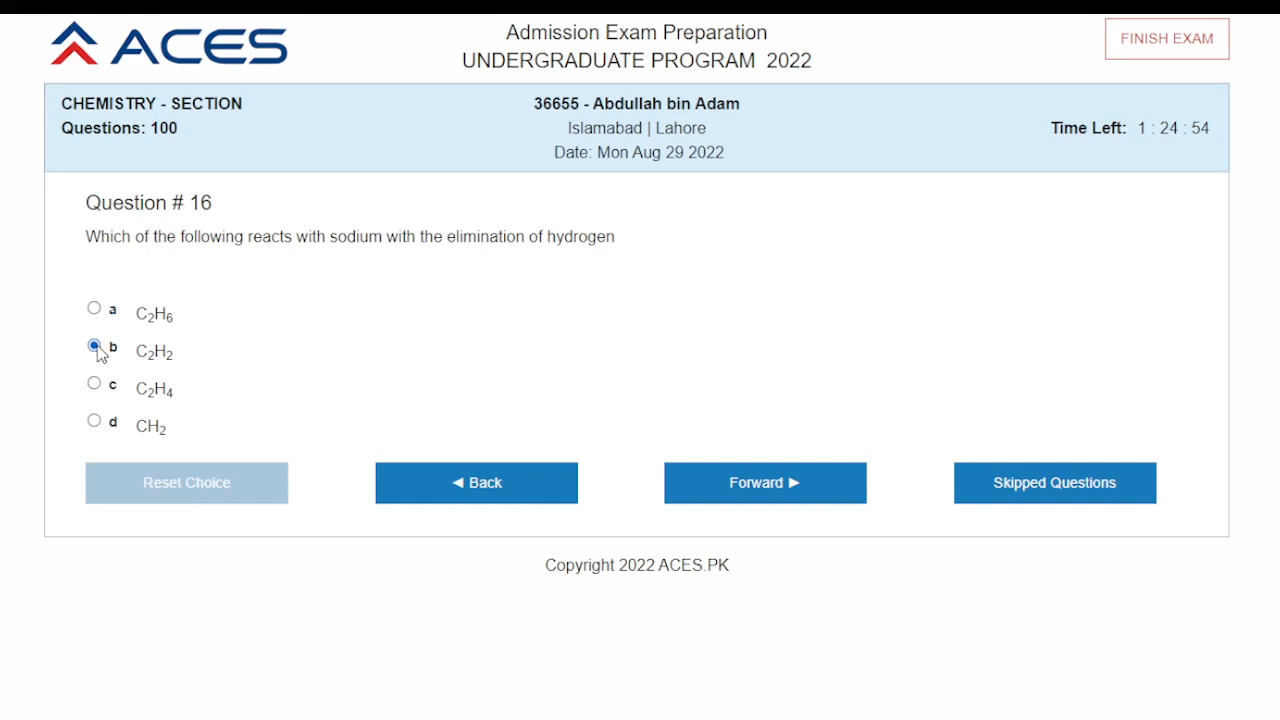 ACES
Admission Exam Preparation
UNDERGRADUATE PROGRAM 2022
FINISH EXAM
CHEMISTRY - SECTION
Questions: 100
36655 - Abdullah bin Adam
Islamabad | Lahore
Date: Mon Aug 29 2022
Time Left: 1 : 24 : 54
Question # 16
Which of the following reacts with sodium with the elimination of hydrogen
a C₂H₆
b C₂H₂
c C₂H₄
d CH₂
Reset Choice
◄ Back
Forward ►
Skipped Questions
Copyright 2022 ACES.PK